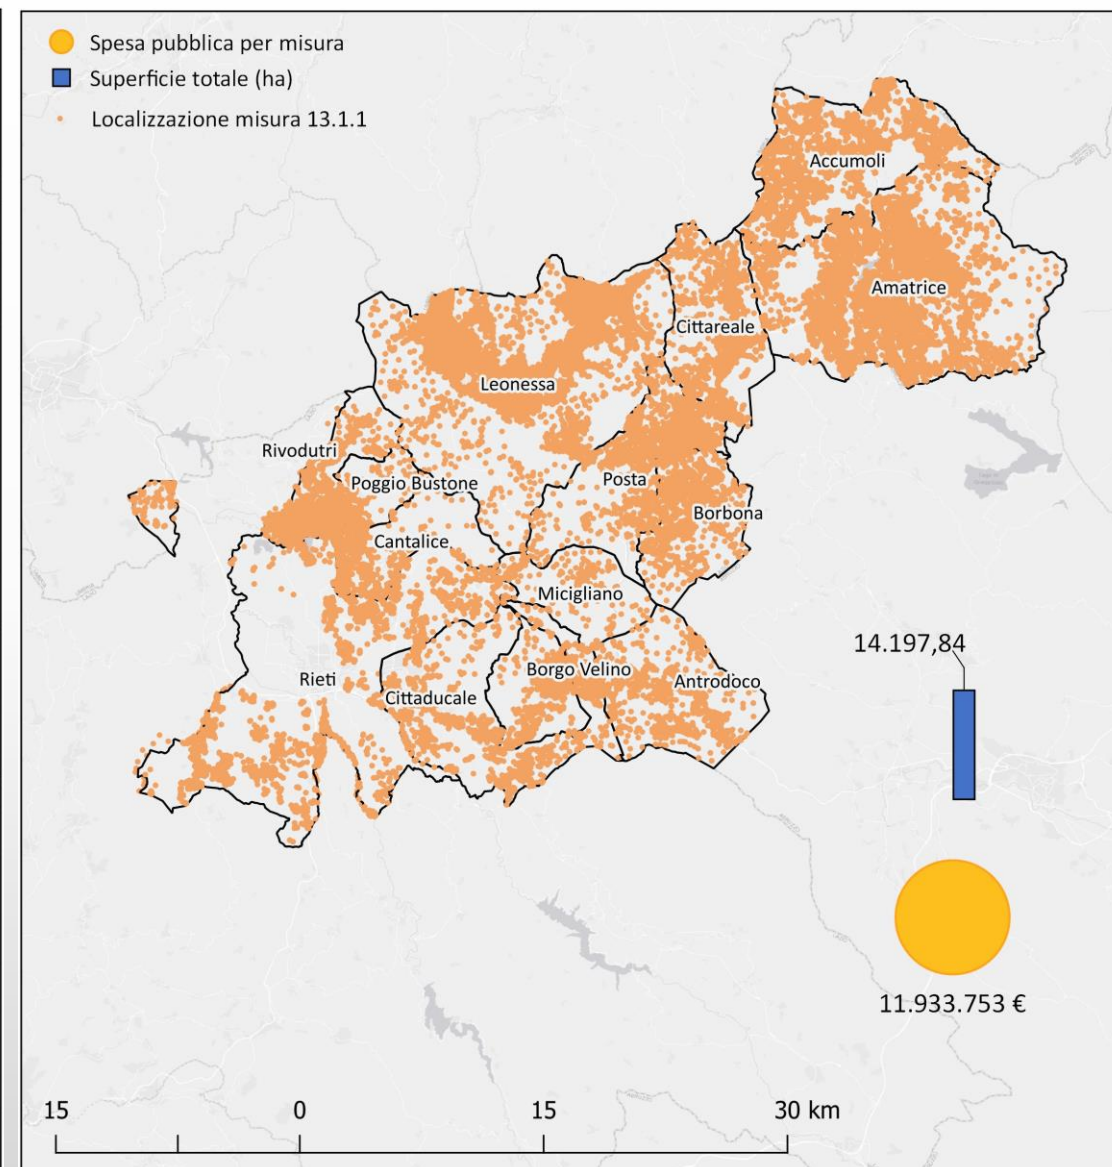 Spesa pubblica per misura
Superficie totale (ha)
Localizzazione misura 13.1.1
Accumoli
Amatrice
Cittareale
Leonessa
Rivodutri
Poggio Bustone
Posta
Borbona
Cantalice
Micigliano
14.197,84
Borgo Velino
Rieti
Antrodoco
Cittaducale
11.933.753 €
15 0 15 30 km